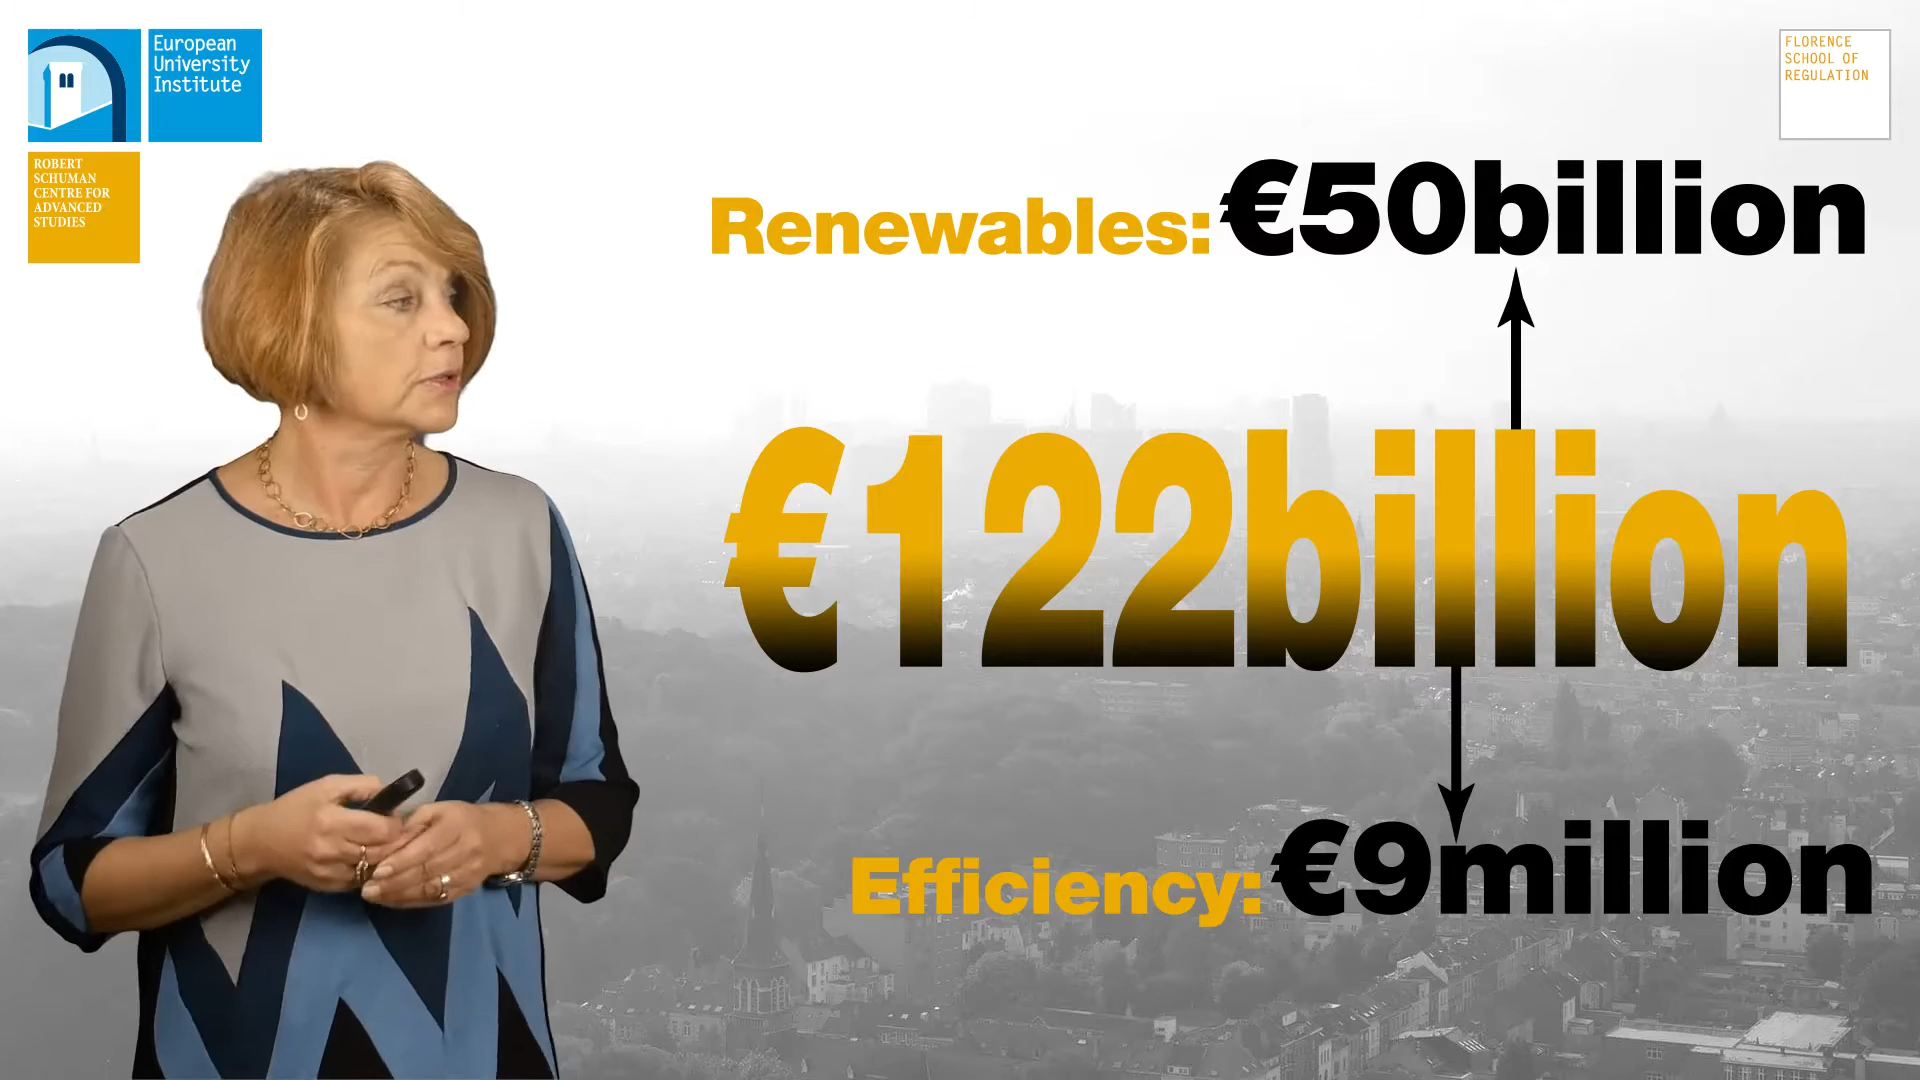 European
University
Institute
FLORENCE
SCHOOL OF
REGULATION
ROBERT
SCHUMAN
CENTRE FOR
ADVANCED
STUDIES
Renewables: €50billion
€122billion
Efficiency: €9million